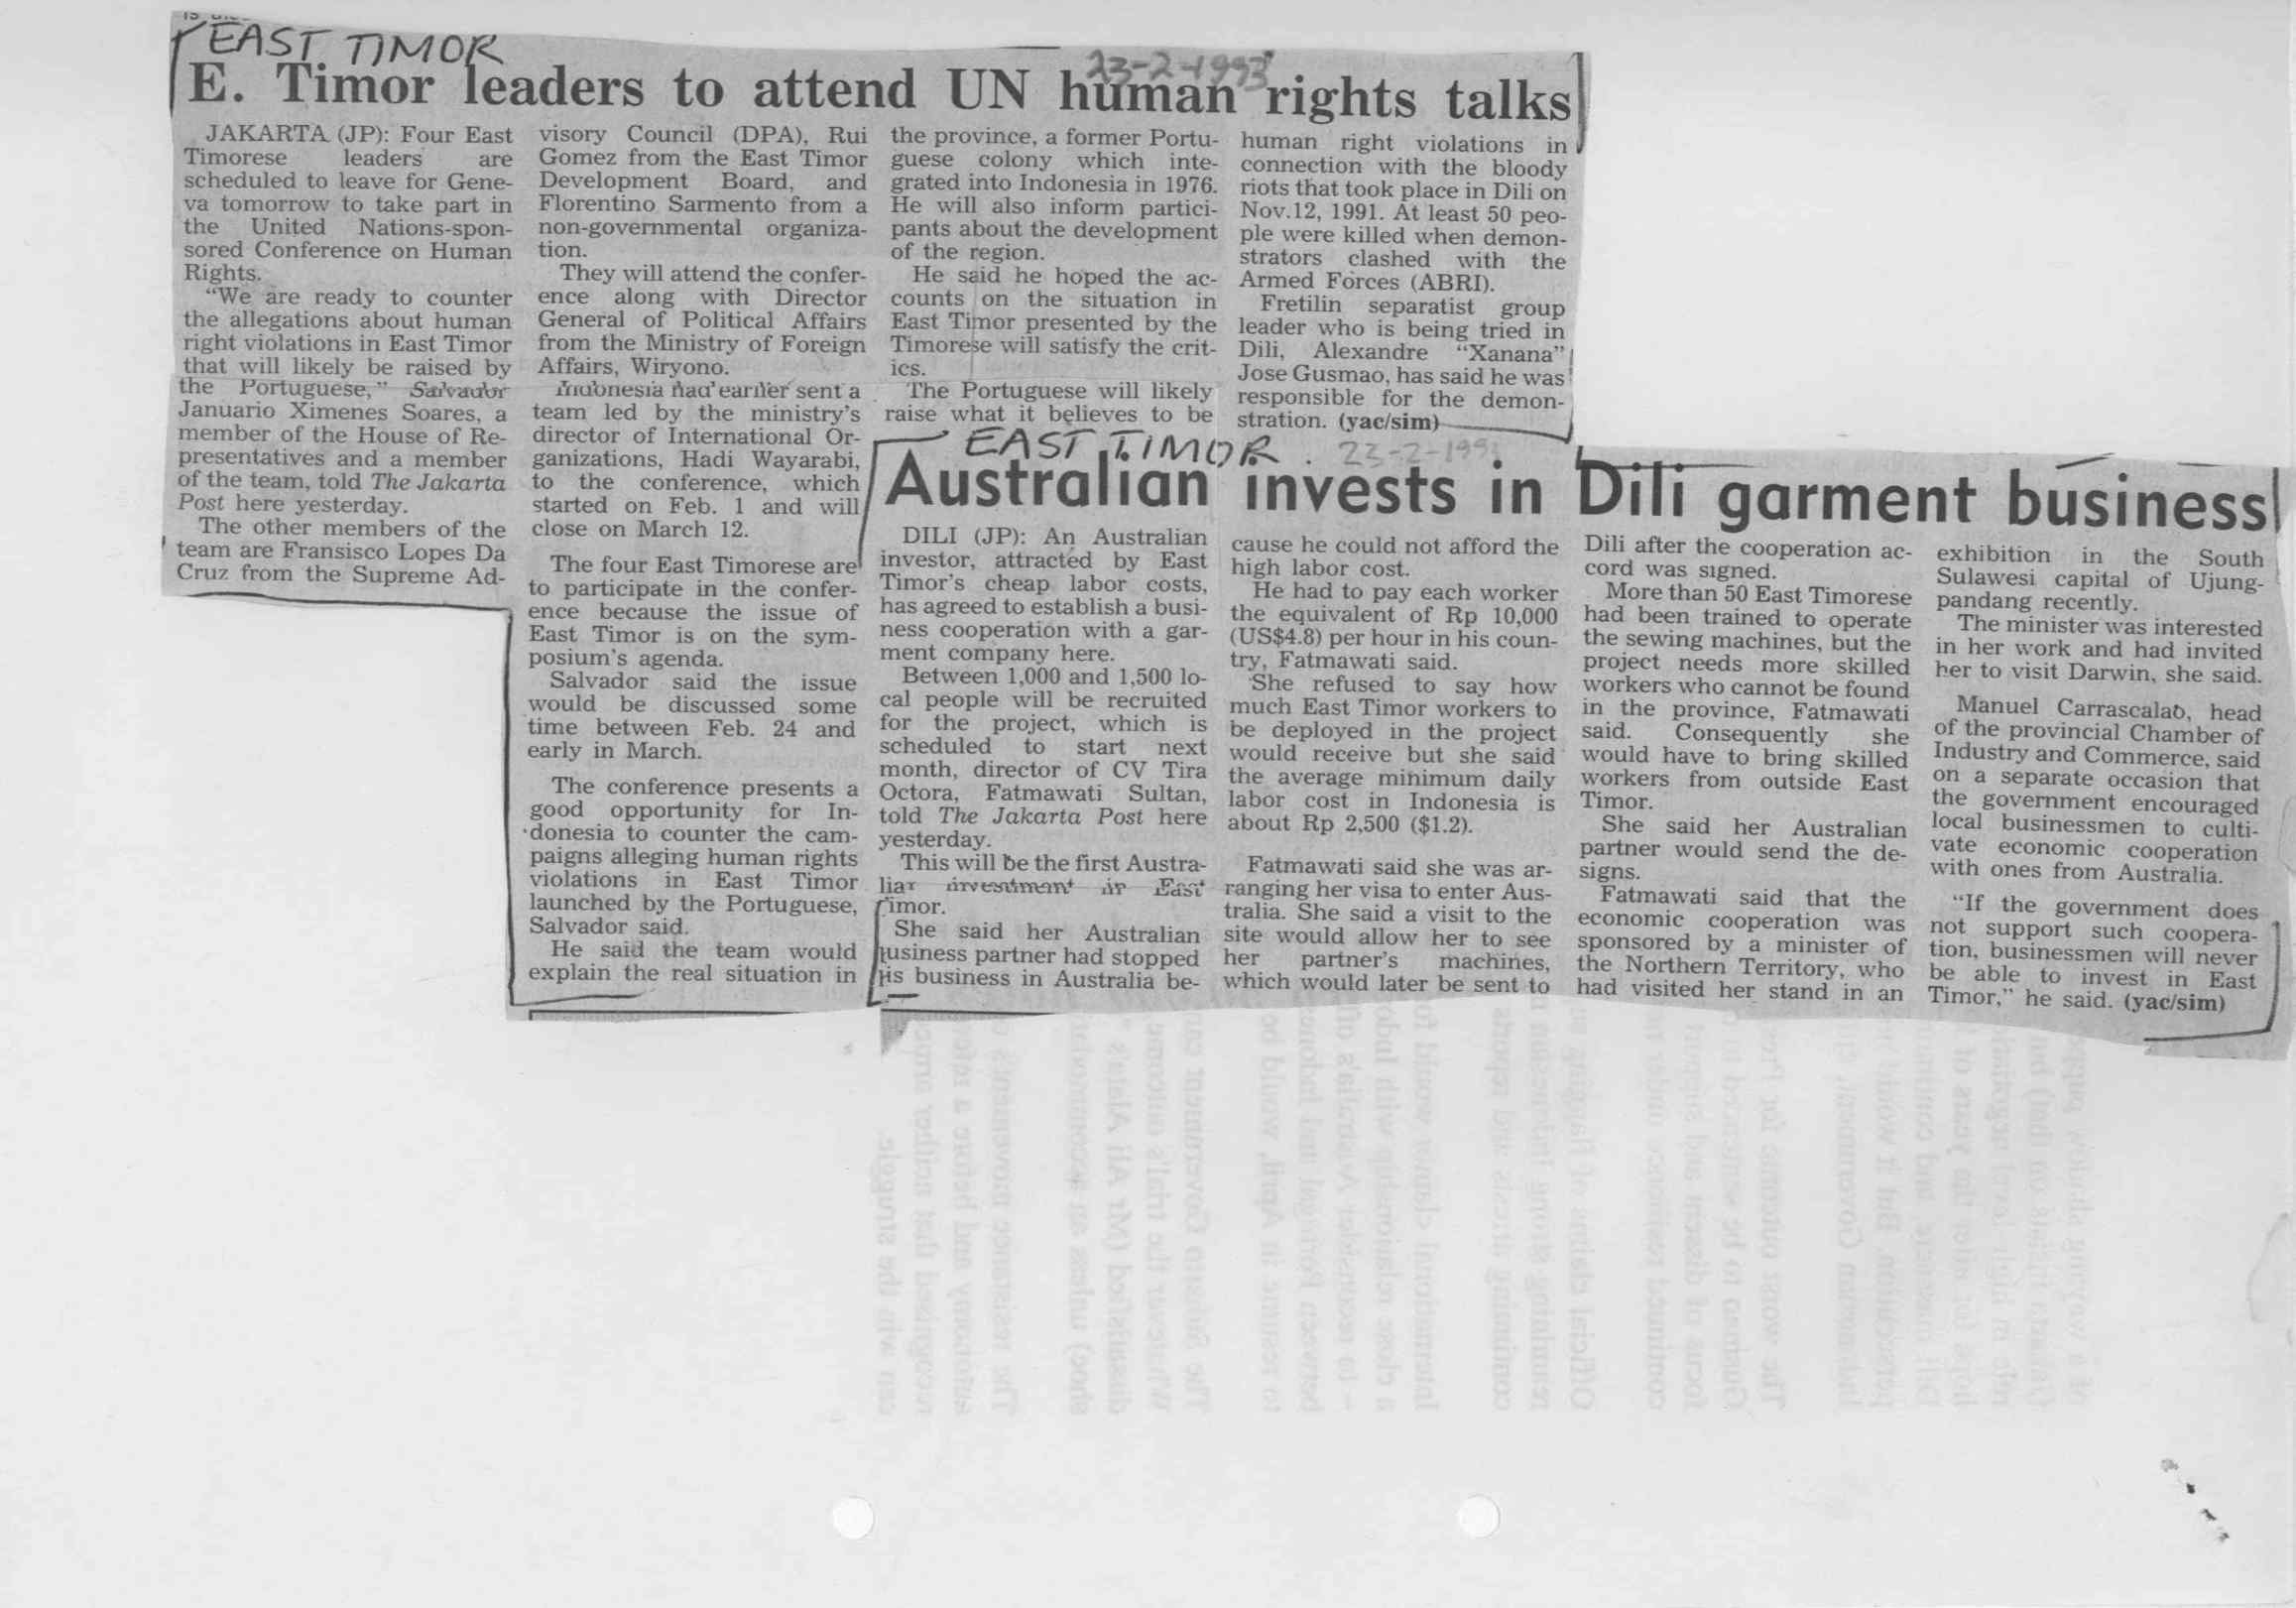 EAST TIMOR
23-2-1993
E. Timor leaders to attend UN human rights talks
JAKARTA (JP): Four East
Timorese leaders are
scheduled to leave for Gene-
va tomorrow to take part in
the United Nations-spon-
sored Conference on Human
Rights.
“We are ready to counter
the allegations about human
right violations in East Timor
that will likely be raised by
the Portuguese,” Salvador
Januario Ximenes Soares, a
member of the House of Re-
presentatives and a member
of the team, told The Jakarta
Post here yesterday.
The other members of the
team are Fransisco Lopes Da
Cruz from the Supreme Ad-
visory Council (DPA), Rui
Gomez from the East Timor
Development Board, and
Florentino Sarmento from a
non-governmental organiza-
tion.
They will attend the confer-
ence along with Director
General of Political Affairs
from the Ministry of Foreign
Affairs, Wiryono.
Indonesia had earlier sent a
team led by the ministry's
director of International Or-
ganizations, Hadi Wayarabi,
to the conference, which
started on Feb. 1 and will
close on March 12.
The four East Timorese are
to participate in the confer-
ence because the issue of
East Timor is on the sym-
posium's agenda.
Salvador said the issue
would be discussed some
time between Feb. 24 and
early in March.
The conference presents a
good opportunity for In-
donesia to counter the cam-
paigns alleging human rights
violations in East Timor
launched by the Portuguese,
Salvador said.
He said the team would
explain the real situation in
the province, a former Portu-
guese colony which inte-
grated into Indonesia in 1976.
He will also inform partici-
pants about the development
of the region.
He said he hoped the ac-
counts on the situation in
East Timor presented by the
Timorese will satisfy the crit-
ics.
The Portuguese will likely
raise what it believes to be
human right violations in
connection with the bloody
riots that took place in Dili on
Nov.12, 1991. At least 50 peo-
ple were killed when demon-
strators clashed with the
Armed Forces (ABRI).
Fretilin separatist group
leader who is being tried in
Dili, Alexandre “Xanana”
Jose Gusmao, has said he was
responsible for the demon-
stration. (yac/sim)
EAST TIMOR
23-2-199
Australian invests in Dili garment business
DILI (JP): An Australian
investor, attracted by East
Timor's cheap labor costs,
has agreed to establish a busi-
ness cooperation with a gar-
ment company here.
Between 1,000 and 1,500 lo-
cal people will be recruited
for the project, which is
scheduled to start next
month, director of CV Tira
Octora, Fatmawati Sultan,
told The Jakarta Post here
yesterday.
This will be the first Austra-
lian investment in East
Timor.
She said her Australian
business partner had stopped
his business in Australia be-
cause he could not afford the
high labor cost.
He had to pay each worker
the equivalent of Rp 10,000
(US$4.8) per hour in his coun-
try, Fatmawati said.
She refused to say how
much East Timor workers to
be deployed in the project
would receive but she said
the average minimum daily
labor cost in Indonesia is
about Rp 2,500 ($1.2).
Fatmawati said she was ar-
ranging her visa to enter Aus-
tralia. She said a visit to the
site would allow her to see
her partner's machines,
which would later be sent to
Dili after the cooperation ac-
cord was signed.
More than 50 East Timorese
had been trained to operate
the sewing machines, but the
project needs more skilled
workers who cannot be found
in the province, Fatmawati
said. Consequently she
would have to bring skilled
workers from outside East
Timor.
She said her Australian
partner would send the de-
signs.
Fatmawati said that the
economic cooperation was
sponsored by a minister of
the Northern Territory, who
had visited her stand in an
exhibition in the South
Sulawesi capital of Ujung-
pandang recently.
The minister was interested
in her work and had invited
her to visit Darwin, she said.
Manuel Carrascalao, head
of the provincial Chamber of
Industry and Commerce, said
on a separate occasion that
the government encouraged
local businessmen to culti-
vate economic cooperation
with ones from Australia.
“If the government does
not support such coopera-
tion, businessmen will never
be able to invest in East
Timor,” he said. (yac/sim)